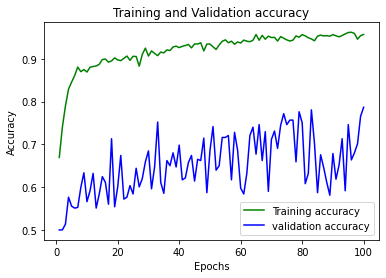 Training and Validation accuracy
Accuracy
0.9
0.8
0.7
0.6
0.5
0
20
40
60
80
100
Epochs
Training accuracy
validation accuracy